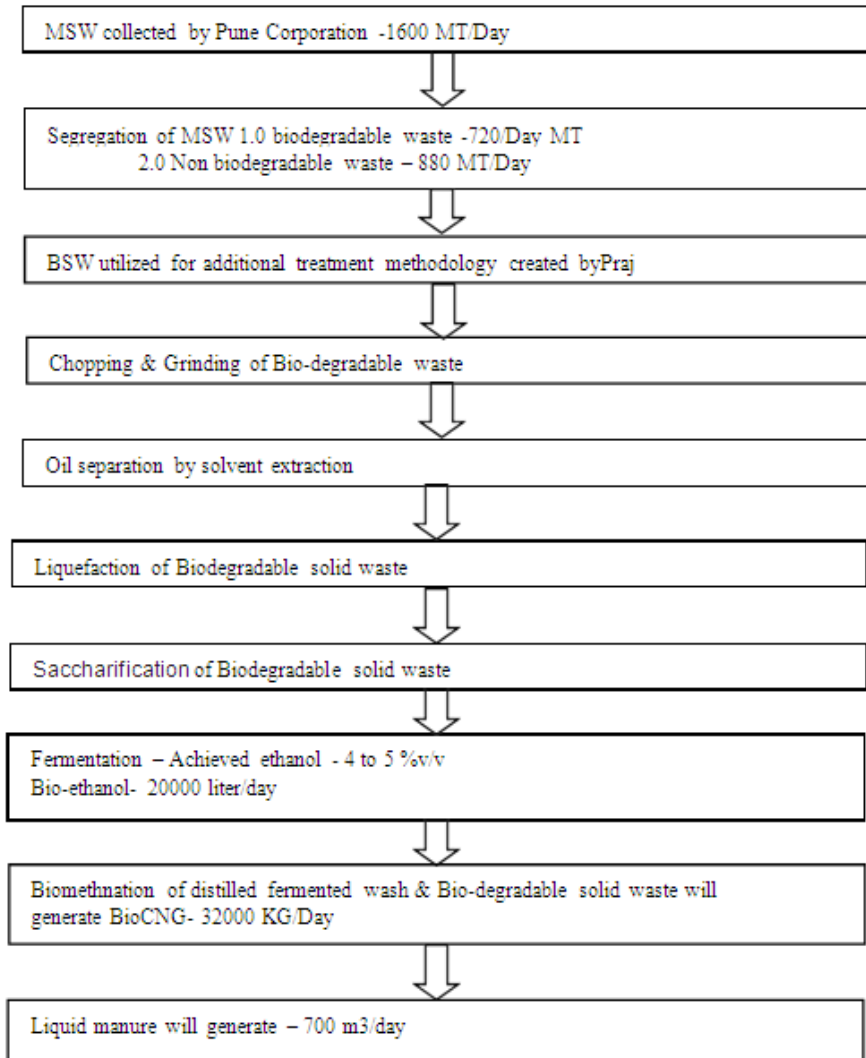 MSW collected by Pune Corporation -1600 MT/Day
Segregation of MSW 1.0 biodegradable waste -720/Day MT
2.0 Non biodegradable waste – 880 MT/Day
BSW utilized for additional treatment methodology created byPraj
Chopping & Grinding of Bio-degradable waste
Oil separation by solvent extraction
Liquefaction of Biodegradable solid waste
Saccharification of Biodegradable solid waste
Fermentation – Achieved ethanol - 4 to 5 %v/v
Bio-ethanol- 20000 liter/day
Biomethnation of distilled fermented wash & Bio-degradable solid waste will
generate BioCNG- 32000 KG/Day
Liquid manure will generate – 700 m3/day